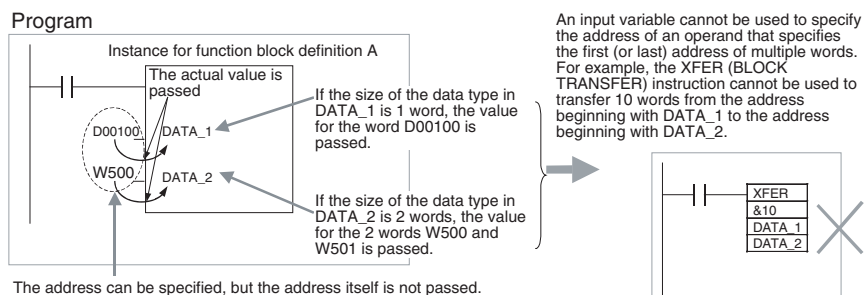 Program
Instance for function block definition A
The actual value is
passed
D00100
DATA_1
W500
DATA_2
If the size of the data type in
DATA_1 is 1 word, the value
for the word D00100 is
passed.
If the size of the data type in
DATA_2 is 2 words, the value
for the 2 words W500 and
W501 is passed.
The address can be specified, but the address itself is not passed.
An input variable cannot be used to specify
the address of an operand that specifies
the first (or last) address of multiple words.
For example, the XFER (BLOCK
TRANSFER) instruction cannot be used to
transfer 10 words from the address
beginning with DATA_1 to the address
beginning with DATA_2.
XFER
&10
DATA_1
DATA_2